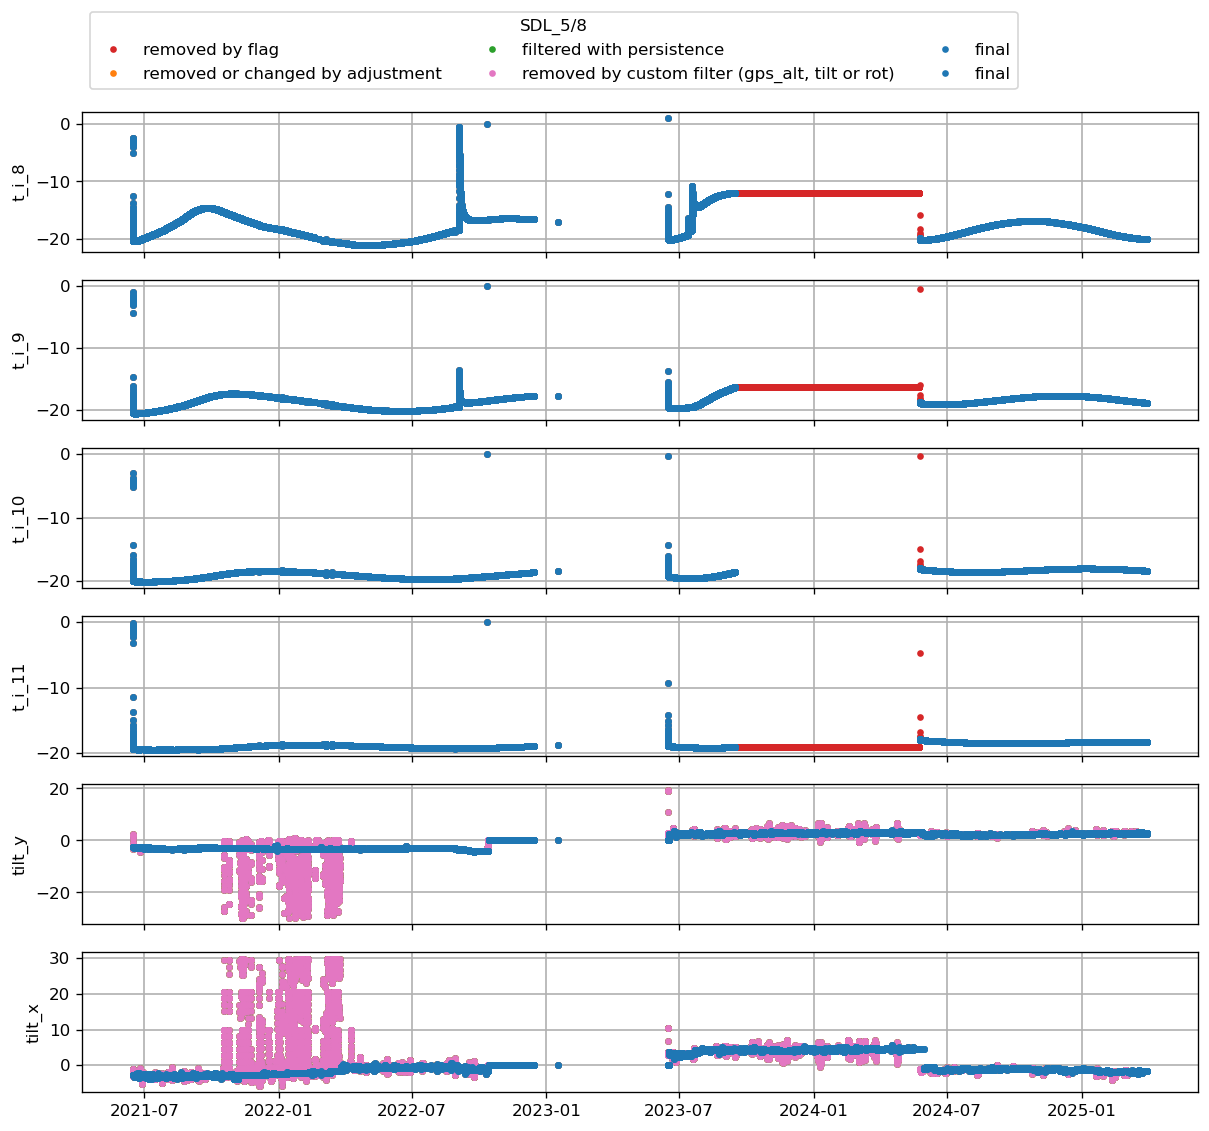 SDL_5/8
removed by flag
filtered with persistence
final
removed or changed by adjustment
removed by custom filter (gps_alt, tilt or rot)
final
t_i_8
0
−10
−20
t_i_9
0
−10
−20
t_i_10
0
−10
−20
t_i_11
0
−10
−20
tilt_y
20
0
−20
tilt_x
30
20
10
0
2021-07
2022-01
2022-07
2023-01
2023-07
2024-01
2024-07
2025-01